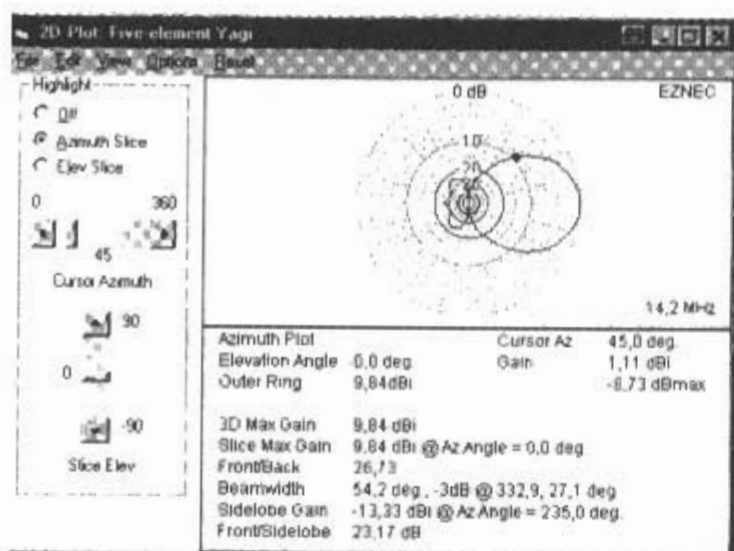 2D Plot: Five element Yagi
File Edit View Options Reset
Highlight
Off
Azimuth Slice
Elev Slice
0 360
45
Cursor Azimuth
90
0
-90
Slice Elev
0 dB
EZNEC
10
20
14,2 MHz
Azimuth Plot
Elevation Angle 0,0 deg.
Outer Ring 9,84dBi
Cursor Az 45,0 deg.
Gain 1,11 dBi
-8,73 dBmax
3D Max Gain 9,84 dBi
Slice Max Gain 9,84 dBi @ Az Angle = 0,0 deg.
Front/Back 26,73
Beamwidth 54,2 deg., -3dB @ 332,9, 27,1 deg.
Sidelobe Gain -13,33 dBi @ Az Angle = 235,0 deg.
Front/Sidelobe 23,17 dB